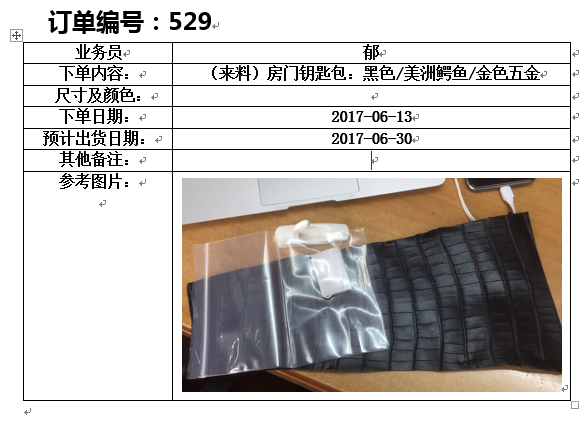 订单编号：529
业务员 郁
下单内容： （来料）房门钥匙包：黑色/美洲鳄鱼/金色五金
尺寸及颜色：
下单日期： 2017-06-13
预计出货日期： 2017-06-30
其他备注：
参考图片：